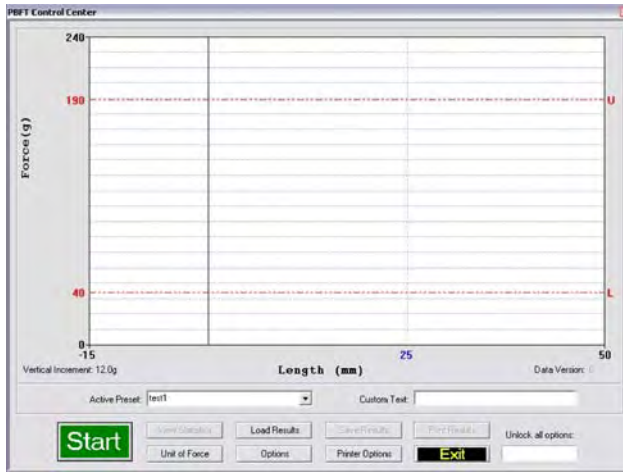 PBFT Control Center
240
190
U
Force(g)
40
L
0
-15
25
50
Vertical Increment: 12.0g
Length (mm)
Data Version: 0
Active Preset: test1
Custom Text:
Start
Load Results
Save Results
Print Results
Unlock all options:
Unit of Force
Options
Printer Options
Exit